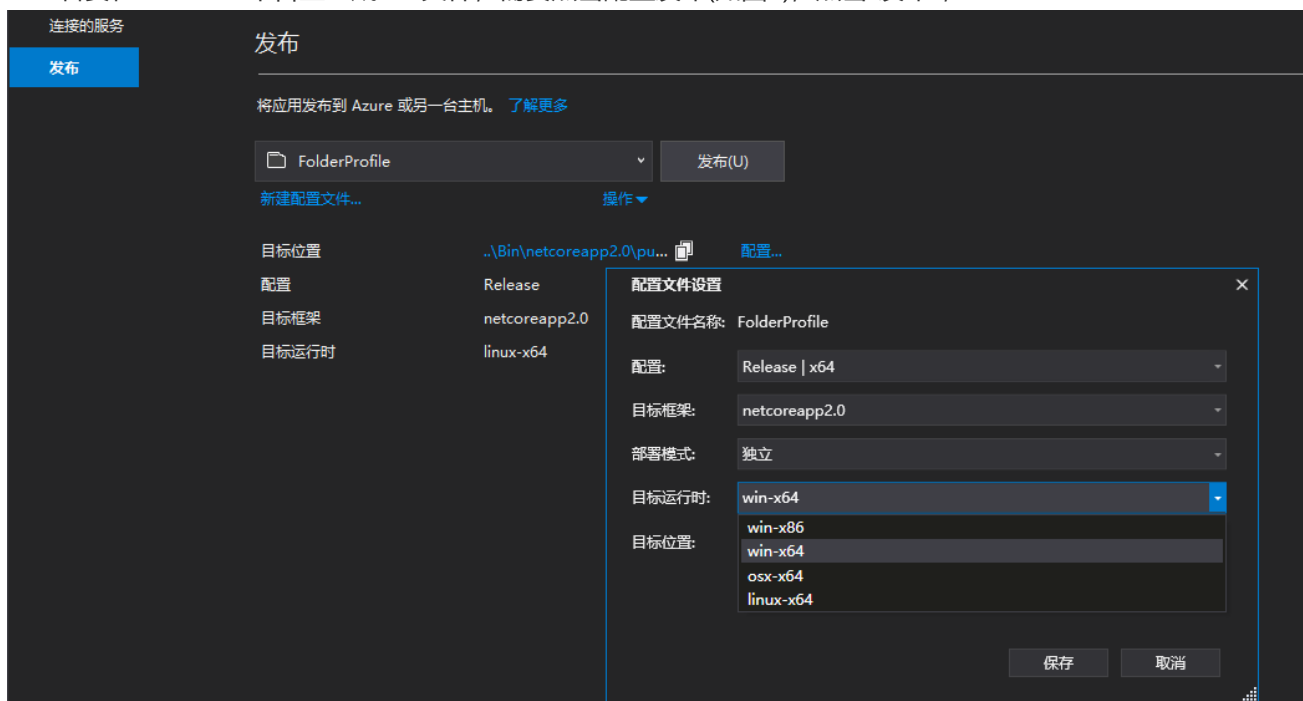 连接的服务
发布
发布
将应用发布到 Azure 或另一台主机。 了解更多
FolderProfile
发布(U)
新建配置文件...
操作
目标位置
..\Bin\netcoreapp2.0\pu...
配置...
配置
Release
目标框架
netcoreapp2.0
目标运行时
linux-x64
配置文件设置
配置文件名称: FolderProfile
配置: Release | x64
目标框架: netcoreapp2.0
部署模式: 独立
目标运行时: win-x64
win-x86
win-x64
osx-x64
linux-x64
目标位置:
保存
取消